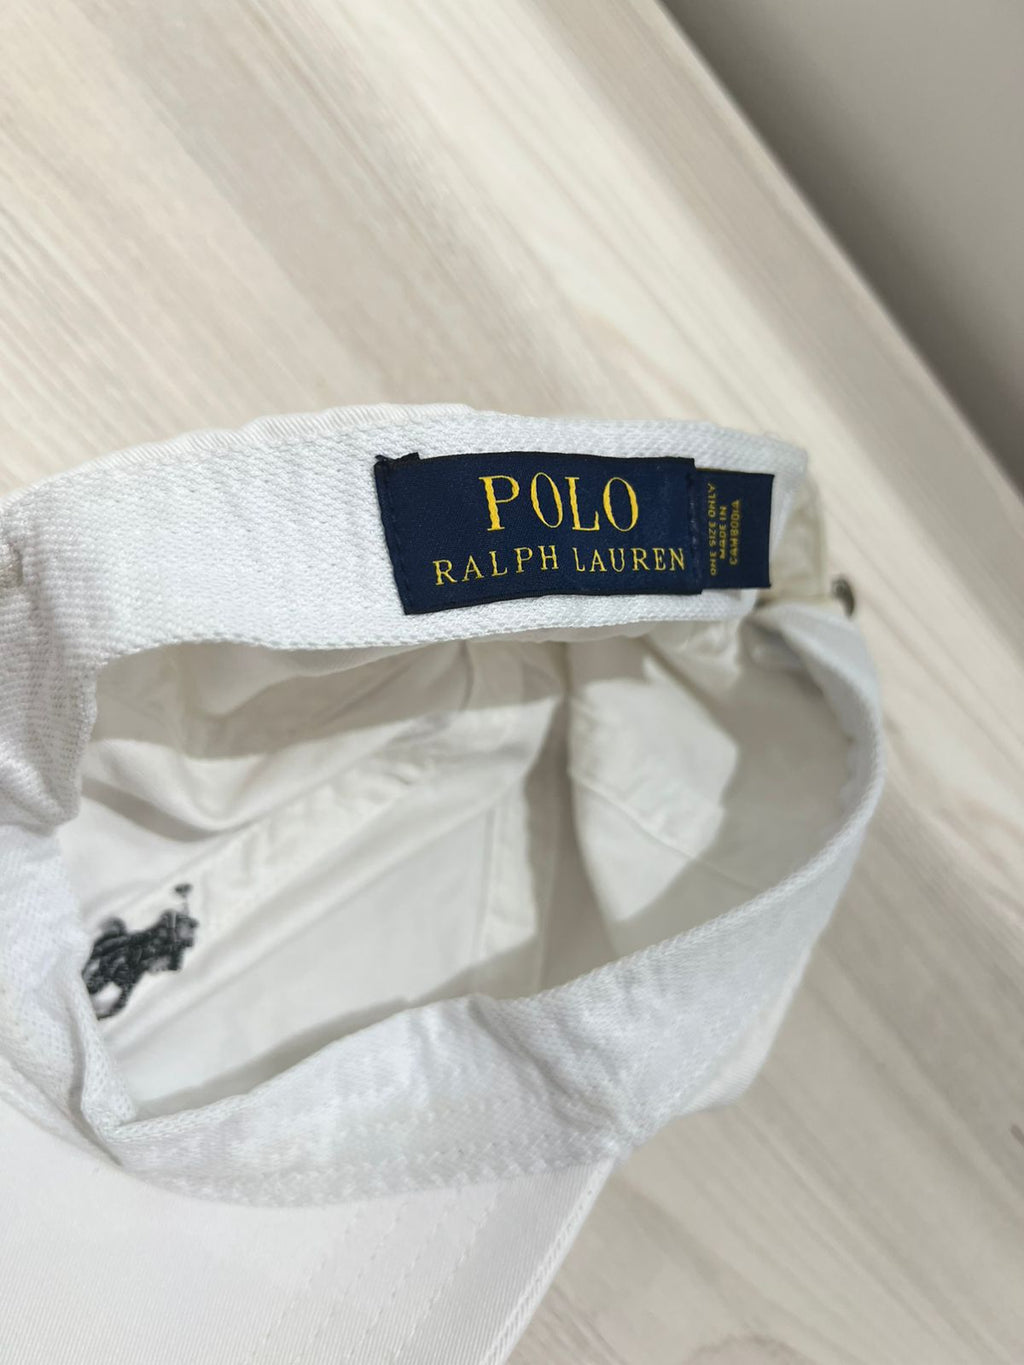 POLO
RALPH LAUREN
ONE SIZE ONLY
MADE IN
CAMBODIA